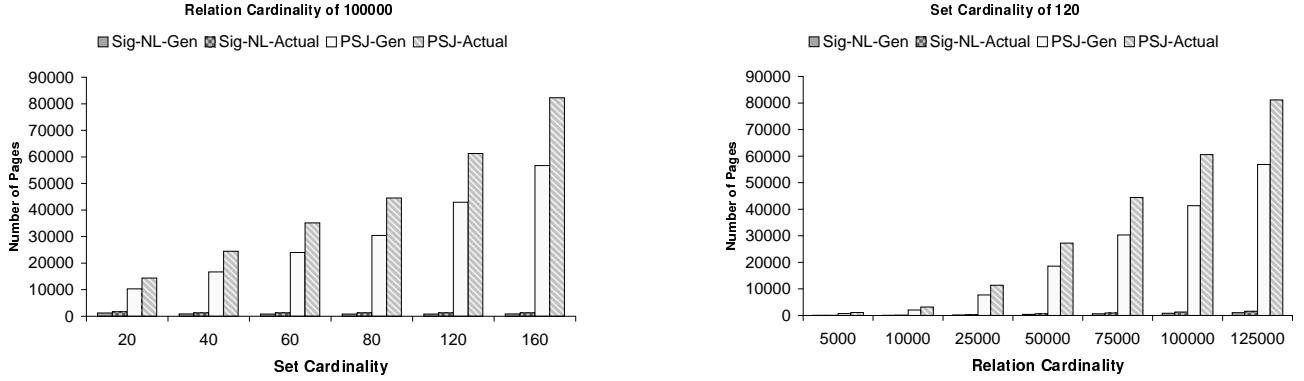 Relation Cardinality of 100000
Sig-NL-Gen Sig-NL-Actual PSJ-Gen PSJ-Actual
Number of Pages
90000
80000
70000
60000
50000
40000
30000
20000
10000
0
20 40 60 80 120 160
Set Cardinality
Set Cardinality of 120
Sig-NL-Gen Sig-NL-Actual PSJ-Gen PSJ-Actual
Number of Pages
90000
80000
70000
60000
50000
40000
30000
20000
10000
0
5000 10000 25000 50000 75000 100000 125000
Relation Cardinality